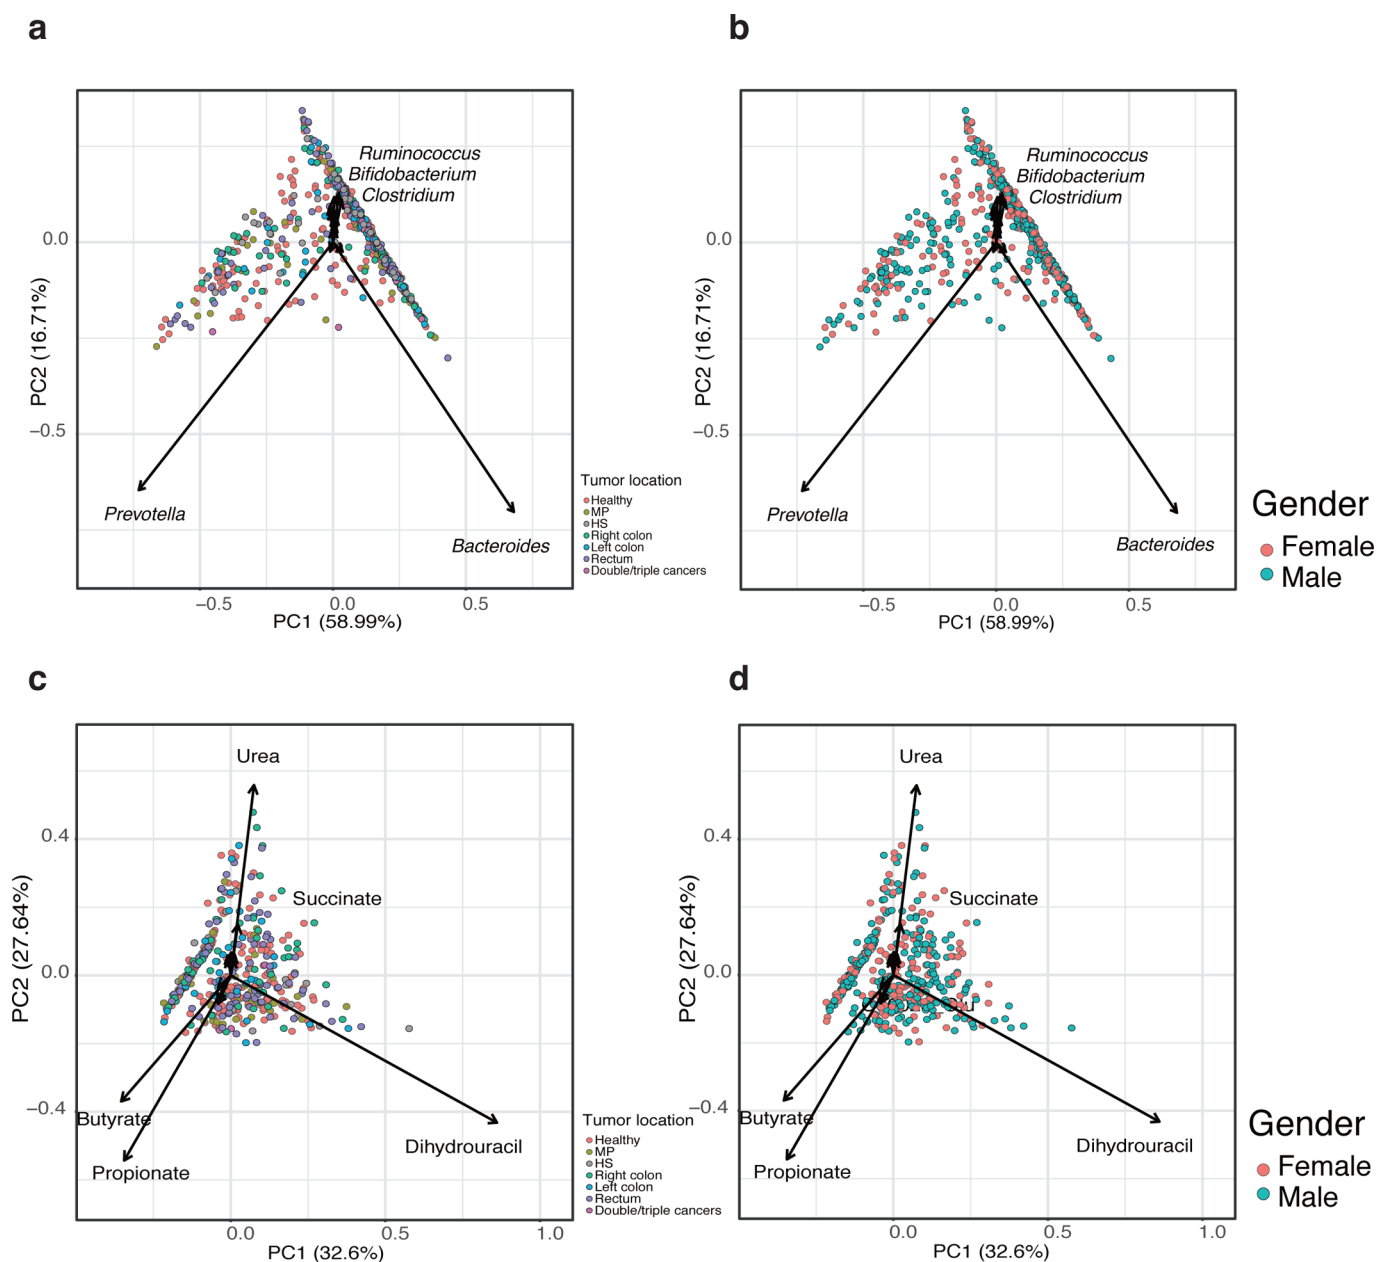 a
Ruminococcus
Bifidobacterium
Clostridium
0.0
−0.5
PC2 (16.71%)
Prevotella
Bacteroides
−0.5
0.0
0.5
PC1 (58.99%)
Tumor location
Healthy
MP
HS
Right colon
Left colon
Rectum
Double/triple cancers
b
Ruminococcus
Bifidobacterium
Clostridium
0.0
−0.5
PC2 (16.71%)
Prevotella
Bacteroides
−0.5
0.0
0.5
PC1 (58.99%)
Gender
Female
Male
c
Urea
Succinate
0.4
0.0
−0.4
PC2 (27.64%)
Butyrate
Propionate
Dihydrouracil
0.0
0.5
1.0
PC1 (32.6%)
Tumor location
Healthy
MP
HS
Right colon
Left colon
Rectum
Double/triple cancers
d
Urea
Succinate
0.4
0.0
−0.4
PC2 (27.64%)
Butyrate
Propionate
Dihydrouracil
0.0
0.5
1.0
PC1 (32.6%)
Gender
Female
Male